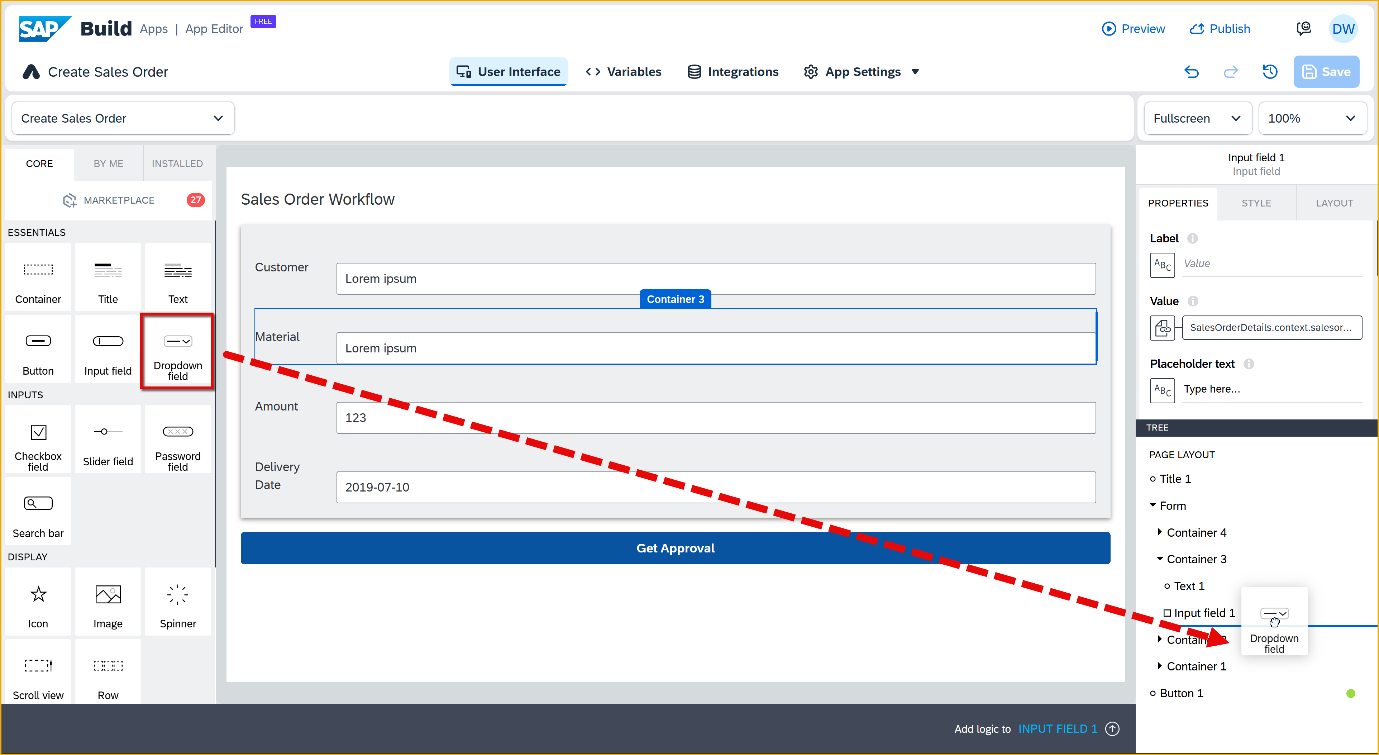 SAP Build Apps | App Editor FREE
Preview
Publish
DW
Create Sales Order
User Interface
Variables
Integrations
App Settings
Save
Create Sales Order
Fullscreen
100%
CORE
BY ME
INSTALLED
MARKETPLACE
27
ESSENTIALS
Container
Title
Text
Button
Input field
Dropdown
field
INPUTS
Checkbox
field
Slider field
Password
field
Search bar
DISPLAY
Icon
Image
Spinner
Scroll view
Row
Sales Order Workflow
Customer
Lorem ipsum
Container 3
Material
Lorem ipsum
Amount
123
Delivery
Date
2019-07-10
Get Approval
Add logic to INPUT FIELD 1
Input field 1
Input field
PROPERTIES
STYLE
LAYOUT
Label
ABC
Value
Value
SalesOrderDetails.context.salesor...
Placeholder text
ABC
Type here...
TREE
PAGE LAYOUT
Title 1
Form
Container 4
Container 3
Text 1
Input field 1
Dropdown
field
Container 1
Button 1